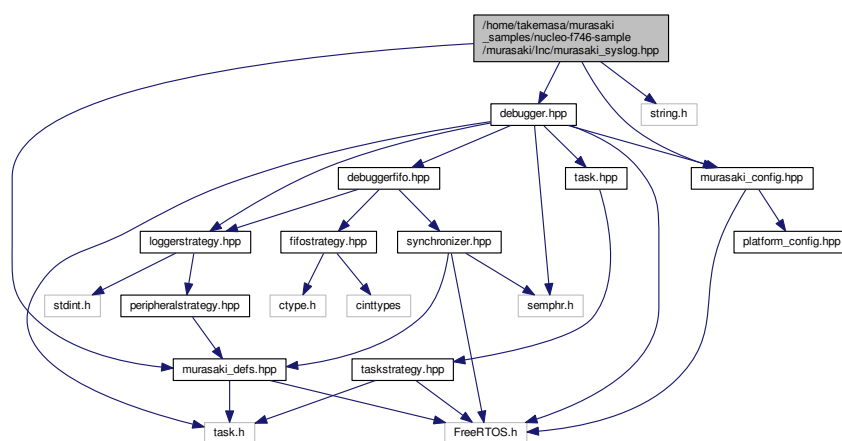 /home/takemasa/murasaki
_samples/nucleo-f746-sample
/murasaki/Inc/murasaki_syslog.hpp
debugger.hpp
string.h
debuggerfifo.hpp
task.hpp
murasaki_config.hpp
loggerstrategy.hpp
fifostrategy.hpp
synchronizer.hpp
platform_config.hpp
stdint.h
peripheralstrategy.hpp
ctype.h
cinttypes
semphr.h
murasaki_defs.hpp
taskstrategy.hpp
task.h
FreeRTOS.h